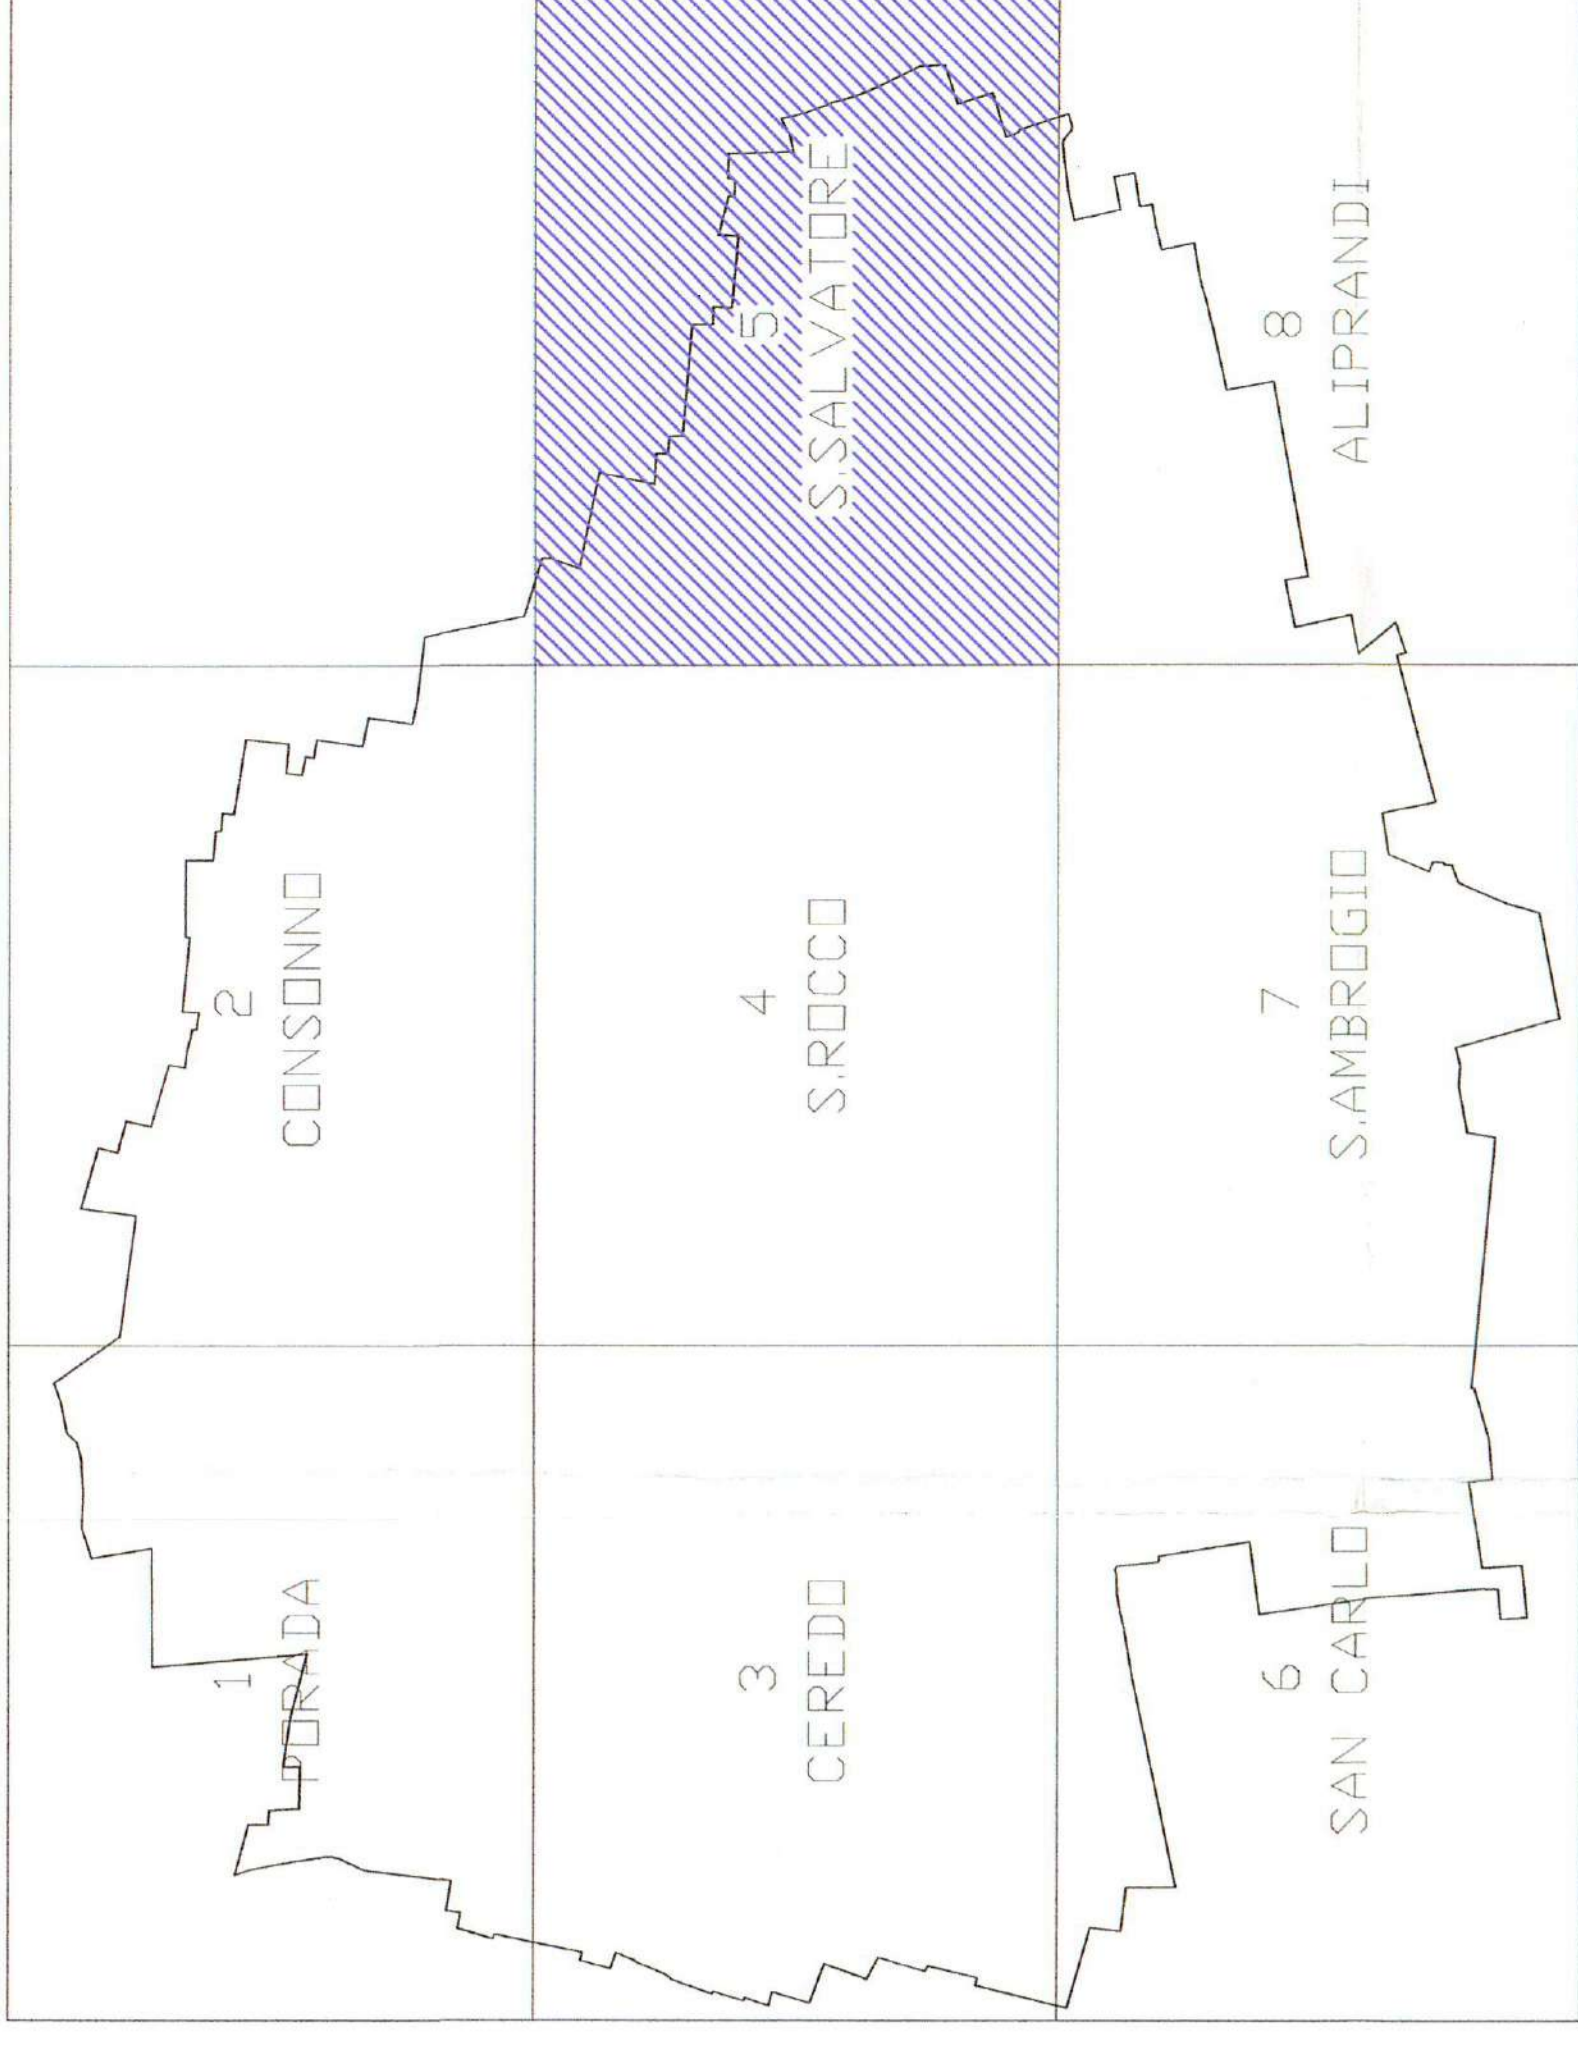 1
PORADA
2
CONSONNO
3
CEREDO
4
S.ROCCO
5
S.SALVATORE
6
SAN CARLO
7
S.AMBROGIO
8
ALIPRANDI